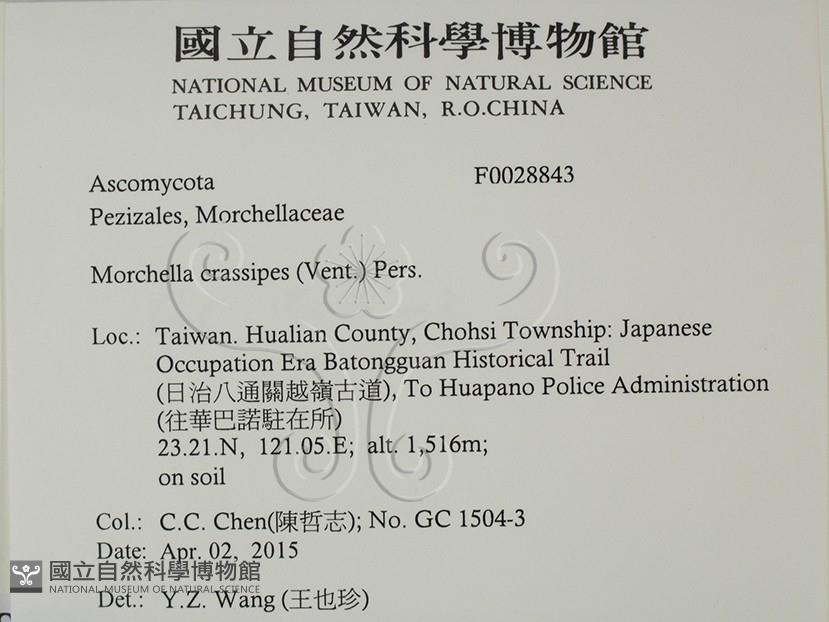 國立自然科學博物館
NATIONAL MUSEUM OF NATURAL SCIENCE
TAICHUNG, TAIWAN, R.O.CHINA
Ascomycota F0028843
Pezizales, Morchellaceae
Morchella crassipes (Vent.) Pers.
Loc.: Taiwan. Hualian County, Chohsi Township: Japanese
Occupation Era Batongguan Historical Trail
(日治八通關越嶺古道), To Huapano Police Administration
(往華巴諾駐在所)
23.21.N, 121.05.E; alt. 1,516m;
on soil
Col.: C.C. Chen(陳哲志); No. GC 1504-3
Date: Apr. 02, 2015
國立自然科學博物館
NATIONAL MUSEUM OF NATURAL SCIENCE
Det.: Y.Z. Wang (王也珍)